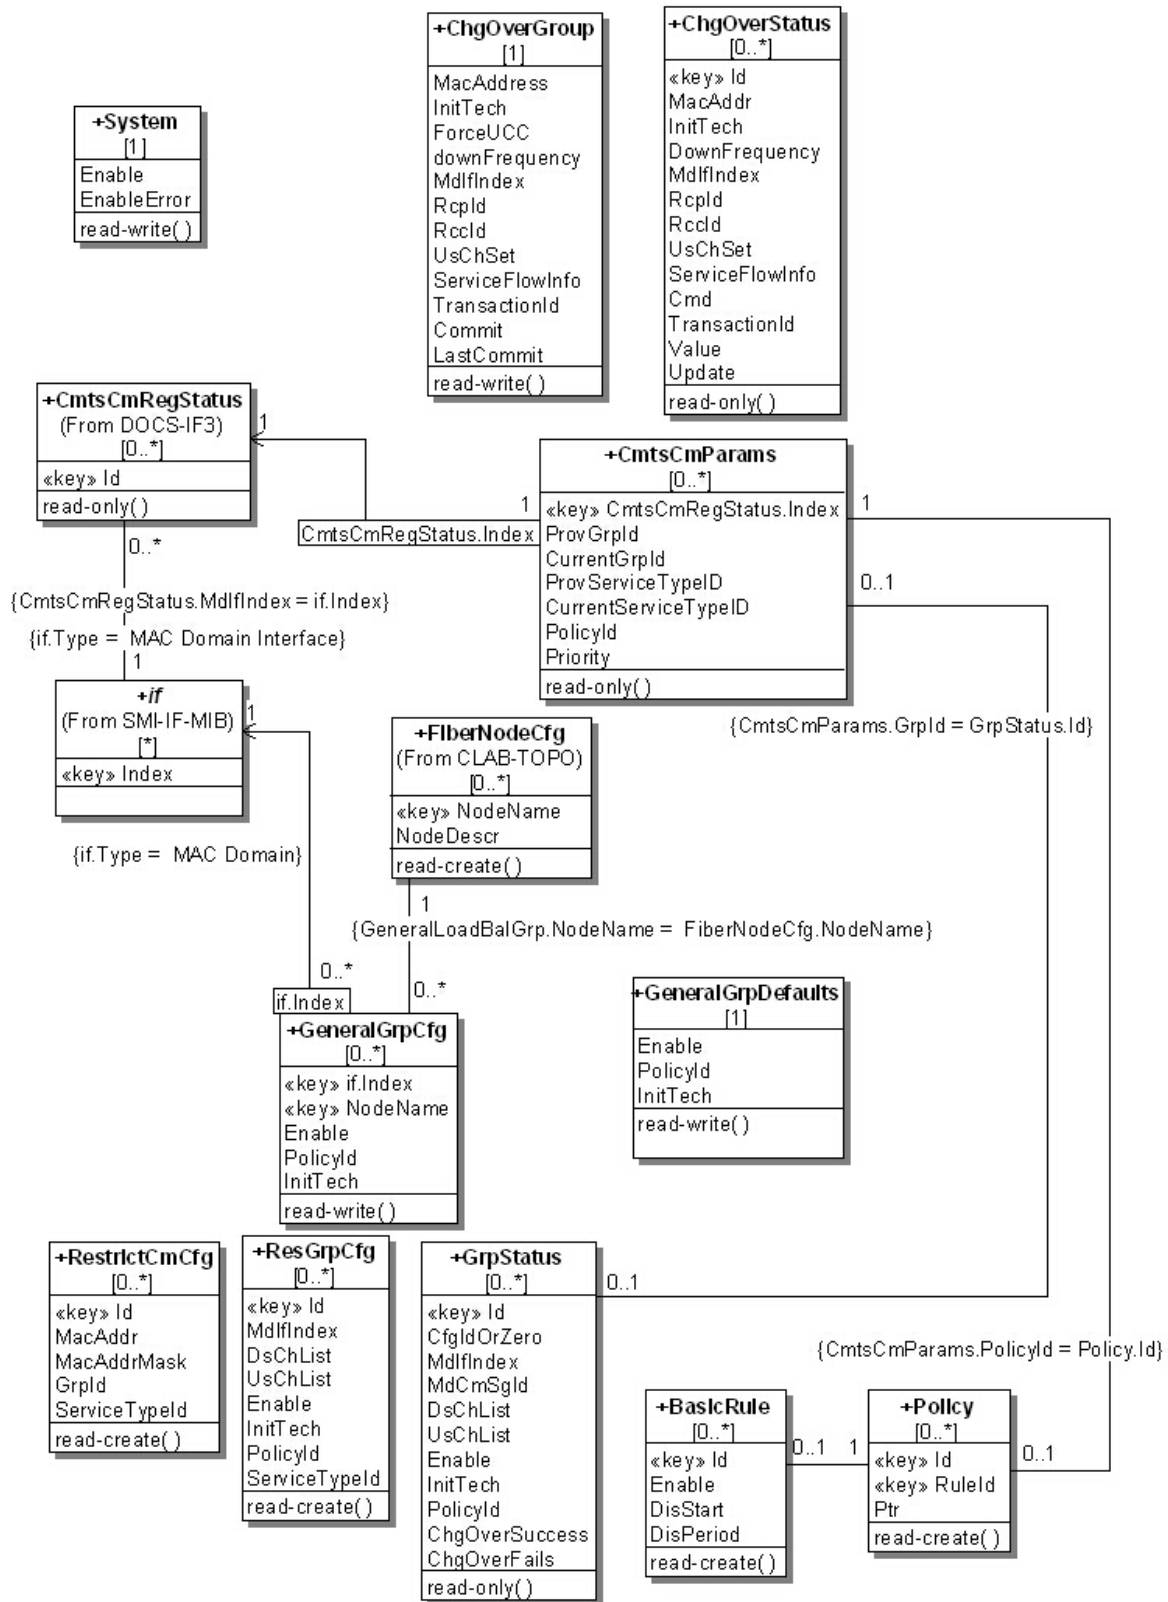 +ChgOverGroup
[1]
MacAddress
InitTech
ForceUCC
downFrequency
MdIfIndex
RcpId
RccId
UsChSet
ServiceFlowInfo
TransactionId
Commit
LastCommit
read-write()
+ChgOverStatus
[0..*]
«key» Id
MacAddr
InitTech
DownFrequency
MdIfIndex
RcpId
RccId
UsChSet
ServiceFlowInfo
Cmd
TransactionId
Value
Update
read-only()
+System
[1]
Enable
EnableError
read-write()
+CmtsCmRegStatus
(From DOCS-IF3)
[0..*]
«key» Id
read-only()
1
+CmtsCmParams
[0..*]
«key» CmtsCmRegStatus.Index
ProvGrpId
CurrentGrpId
ProvServiceTypeID
CurrentServiceTypeID
PolicyId
Priority
read-only()
1
CmtsCmRegStatus.Index
1
0..1
0..*
{CmtsCmRegStatus.MdIfIndex = if.Index}
{if.Type = MAC Domain Interface}
1
+if
(From SMI-IF-MIB)
[*]
«key» Index
1
{if.Type = MAC Domain}
+FiberNodeCfg
(From CLAB-TOPO)
[0..*]
«key» NodeName
NodeDescr
read-create()
{CmtsCmParams.GrpId = GrpStatus.Id}
1
{GeneralLoadBalGrp.NodeName = FiberNodeCfg.NodeName}
0..*
0..*
if.Index
+GeneralGrpCfg
[0..*]
«key» if.Index
«key» NodeName
Enable
PolicyId
InitTech
read-write()
+GeneralGrpDefaults
[1]
Enable
PolicyId
InitTech
read-write()
+RestrictCmCfg
[0..*]
«key» Id
MacAddr
MacAddrMask
GrpId
ServiceTypeId
read-create()
+ResGrpCfg
[0..*]
«key» Id
MdIfIndex
DsChList
UsChList
Enable
InitTech
PolicyId
ServiceTypeId
read-create()
+GrpStatus
[0..*]
«key» Id
CfgIdOrZero
MdIfIndex
MdCmSgId
DsChList
UsChList
Enable
InitTech
PolicyId
ChgOverSuccess
ChgOverFails
read-only()
0..1
{CmtsCmParams.PolicyId = Policy.Id}
+BasicRule
[0..*]
«key» Id
Enable
DisStart
DisPeriod
read-create()
0..1
1
+Policy
[0..*]
«key» Id
«key» RuleId
Ptr
read-create()
0..1